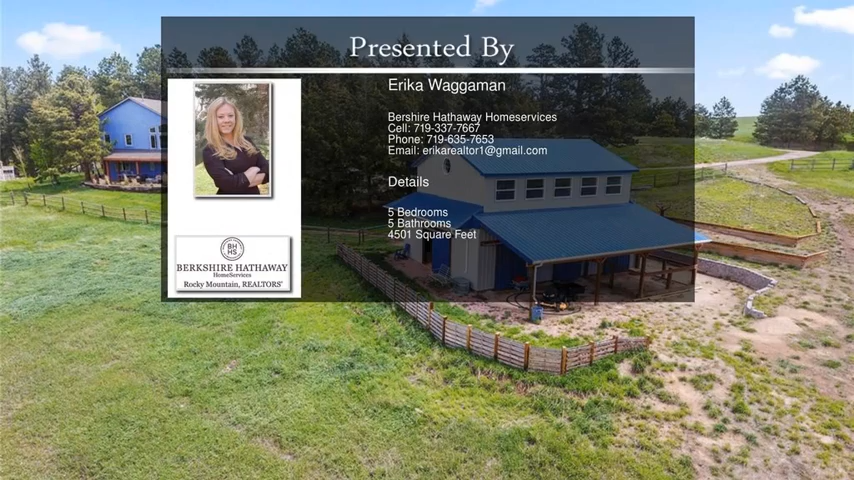 Presented By
Erika Waggaman
Bershire Hathaway Homeservices
Cell: 719-337-7667
Phone: 719-635-7653
Email: erikarealtor1@gmail.com
Details
5 Bedrooms
5 Bathrooms
4501 Square Feet
BH
HS
BERKSHIRE HATHAWAY
HomeServices
Rocky Mountain, REALTORS®